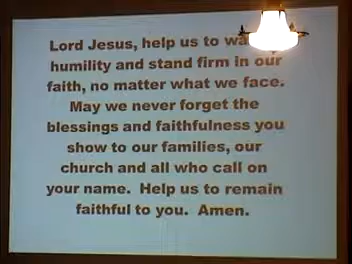 Lord Jesus, help us to
humility and stand firm in our
faith, no matter what we face.
May we never forget the
blessings and faithfulness you
show to our families, our
church and all who call on
your name. Help us to remain
faithful to you. Amen.